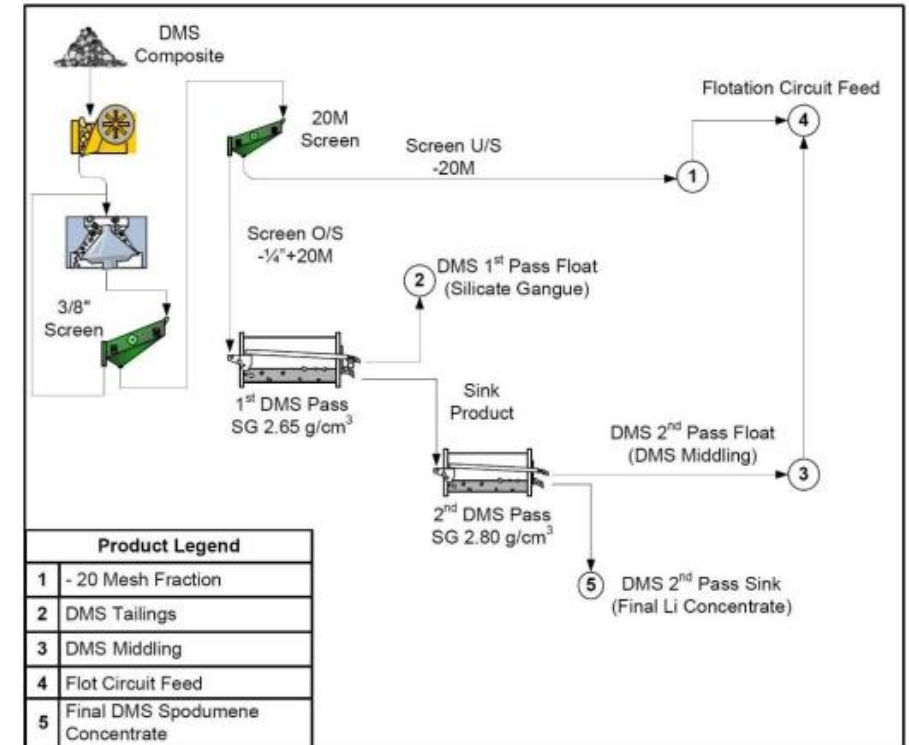 DMS
Composite
20M
Screen
Flotation Circuit Feed
4
Screen U/S
-20M
1
Screen O/S
-¼"+20M
2
DMS 1st Pass Float
(Silicate Gangue)
3/8"
Screen
1st DMS Pass
SG 2.65 g/cm³
Sink
Product
DMS 2nd Pass Float
(DMS Middling)
3
2nd DMS Pass
SG 2.80 g/cm³
5
DMS 2nd Pass Sink
(Final Li Concentrate)
Product Legend
1 - 20 Mesh Fraction
2 DMS Tailings
3 DMS Middling
4 Flot Circuit Feed
5 Final DMS Spodumene
Concentrate